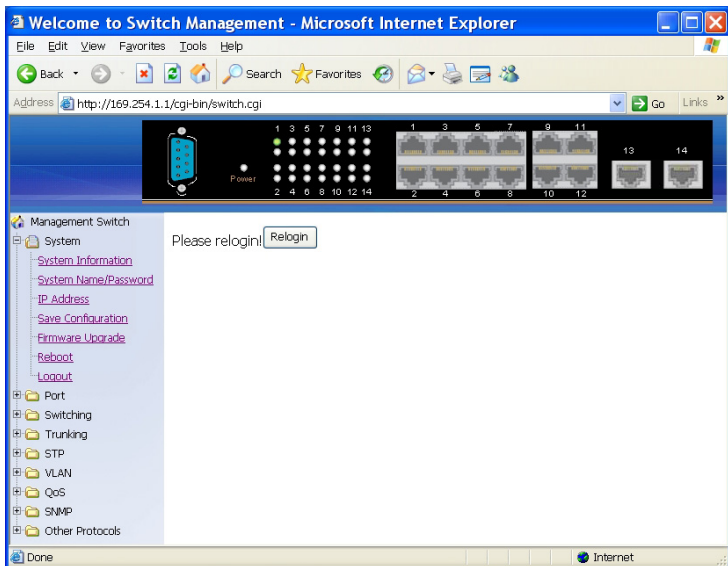 Welcome to Switch Management - Microsoft Internet Explorer
File Edit View Favorites Tools Help
Back Search Favorites
Address http://169.254.1.1/cgi-bin/switch.cgi Go Links »
1 3 5 7 9 11 13
Power
2 4 6 8 10 12 14
1 3 5 7 9 11
2 4 6 8 10 12
13 14
Management Switch
System
System Information
System Name/Password
IP Address
Save Configuration
Firmware Upgrade
Reboot
Logout
Port
Switching
Trunking
STP
VLAN
QoS
SNMP
Other Protocols
Please relogin! Relogin
Done Internet